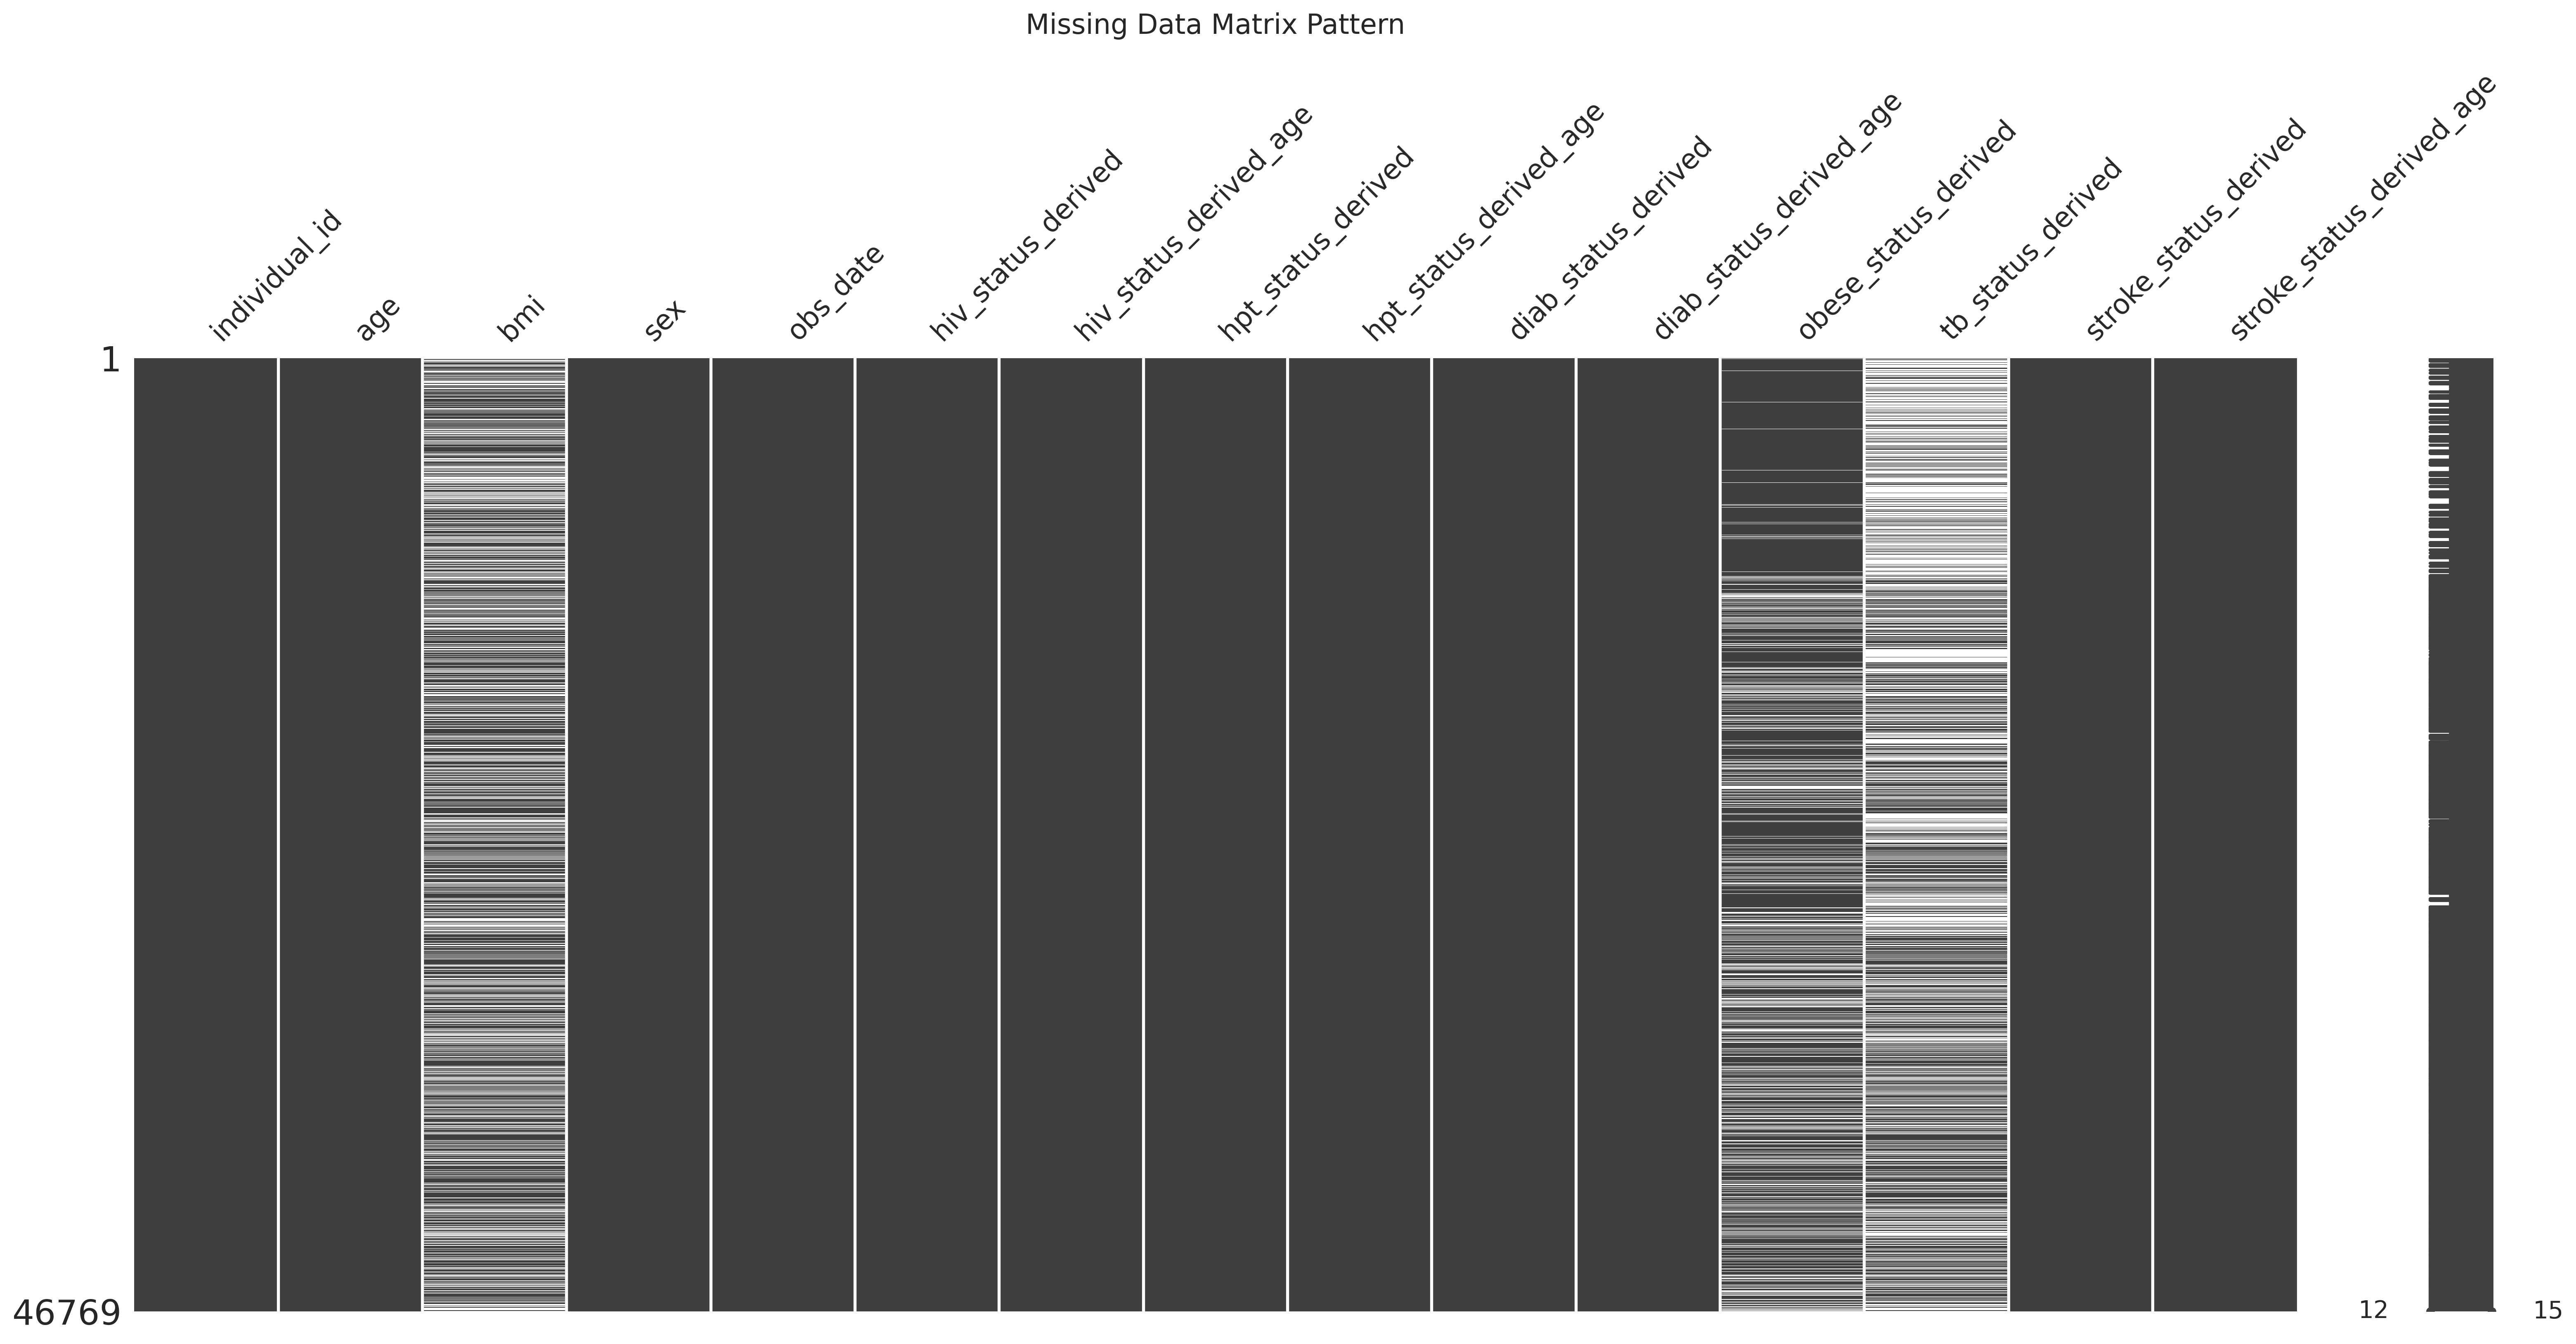 Missing Data Matrix Pattern
individual_id
age
bmi
sex
obs_date
hiv_status_derived
hiv_status_derived_age
hpt_status_derived
hpt_status_derived_age
diab_status_derived
diab_status_derived_age
obese_status_derived
tb_status_derived
stroke_status_derived
stroke_status_derived_age
1
46769
12
15